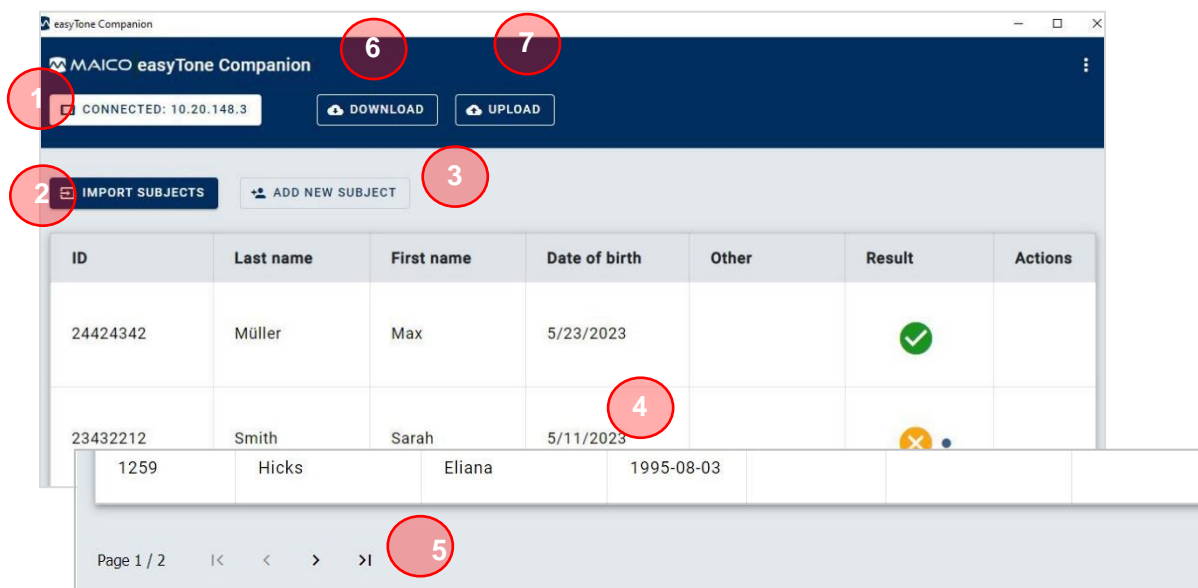 easyTone Companion
6 7
MAICO easyTone Companion
1 CONNECTED: 10.20.148.3 DOWNLOAD UPLOAD
3
2 IMPORT SUBJECTS ADD NEW SUBJECT
ID Last name First name Date of birth Other Result Actions
24424342 Müller Max 5/23/2023
4
23432212 Smith Sarah 5/11/2023
1259 Hicks Eliana 1995-08-03
5
Page 1 / 2